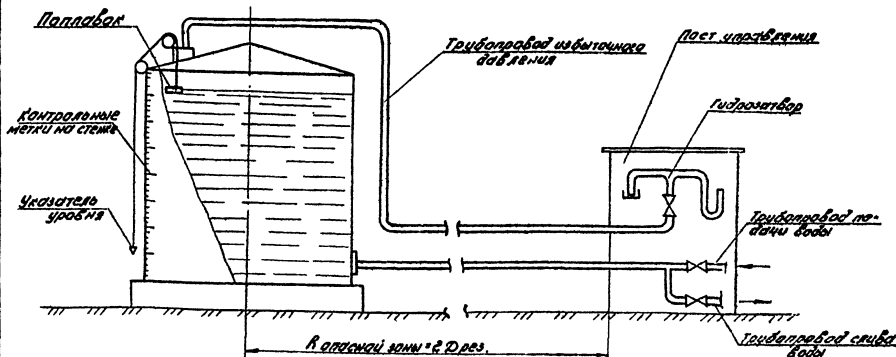 Поплавок
Трубопровод избыточного
давления
Пост управления
Гидрозатвор
Контрольные
метки на стенке
Указатель
уровня
Трубопровод по-
дачи воды
R опасной зоны = 2 D рез.
Трубопровод слива
воды